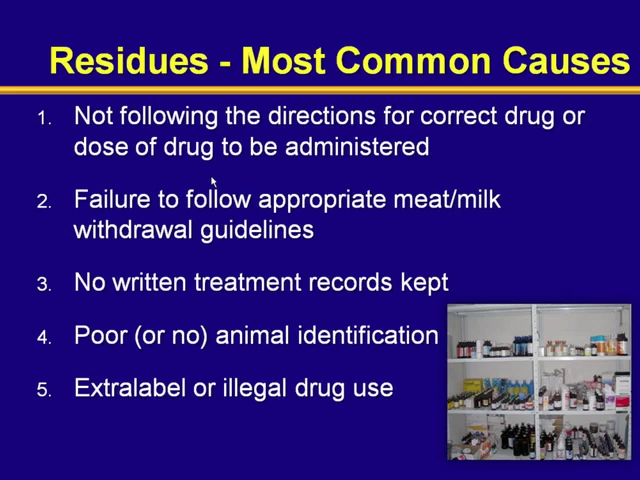 Residues - Most Common Causes
1. Not following the directions for correct drug or
dose of drug to be administered
2. Failure to follow appropriate meat/milk
withdrawal guidelines
3. No written treatment records kept
4. Poor (or no) animal identification
5. Extralabel or illegal drug use